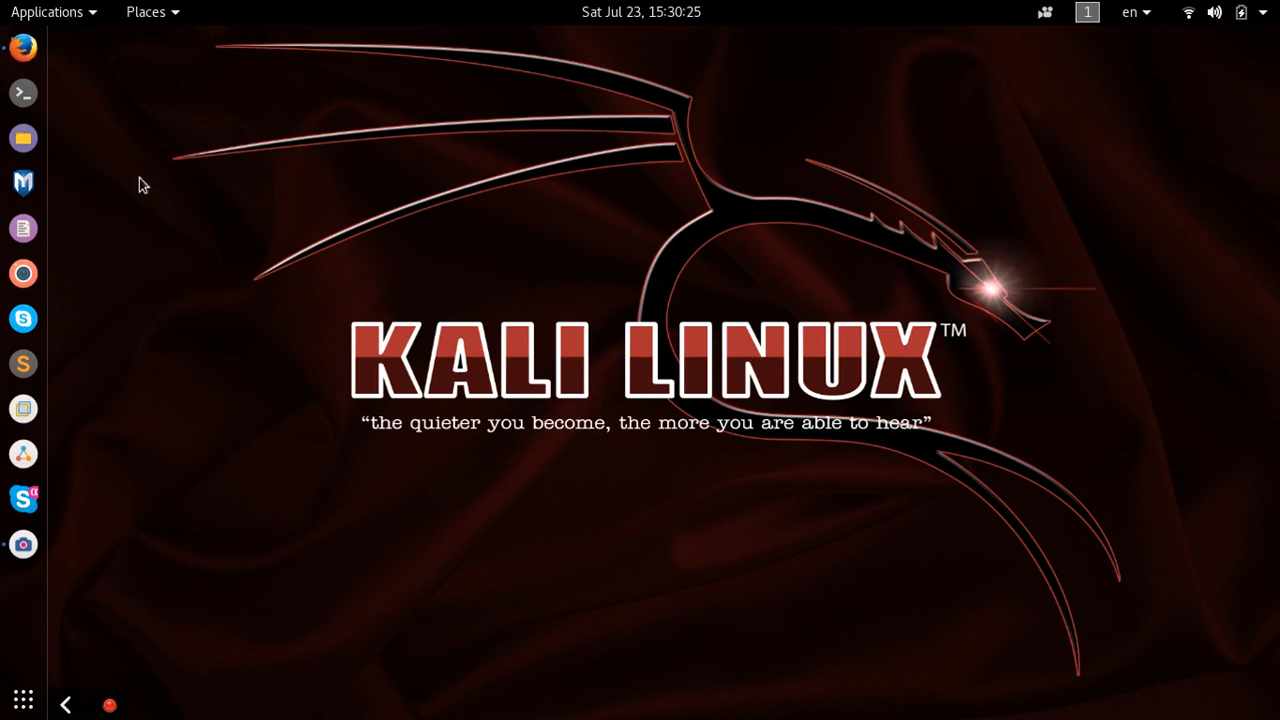 Applications Places Sat Jul 23, 15:30:25 1 en
KALI LINUX™
“the quieter you become, the more you are able to hear”